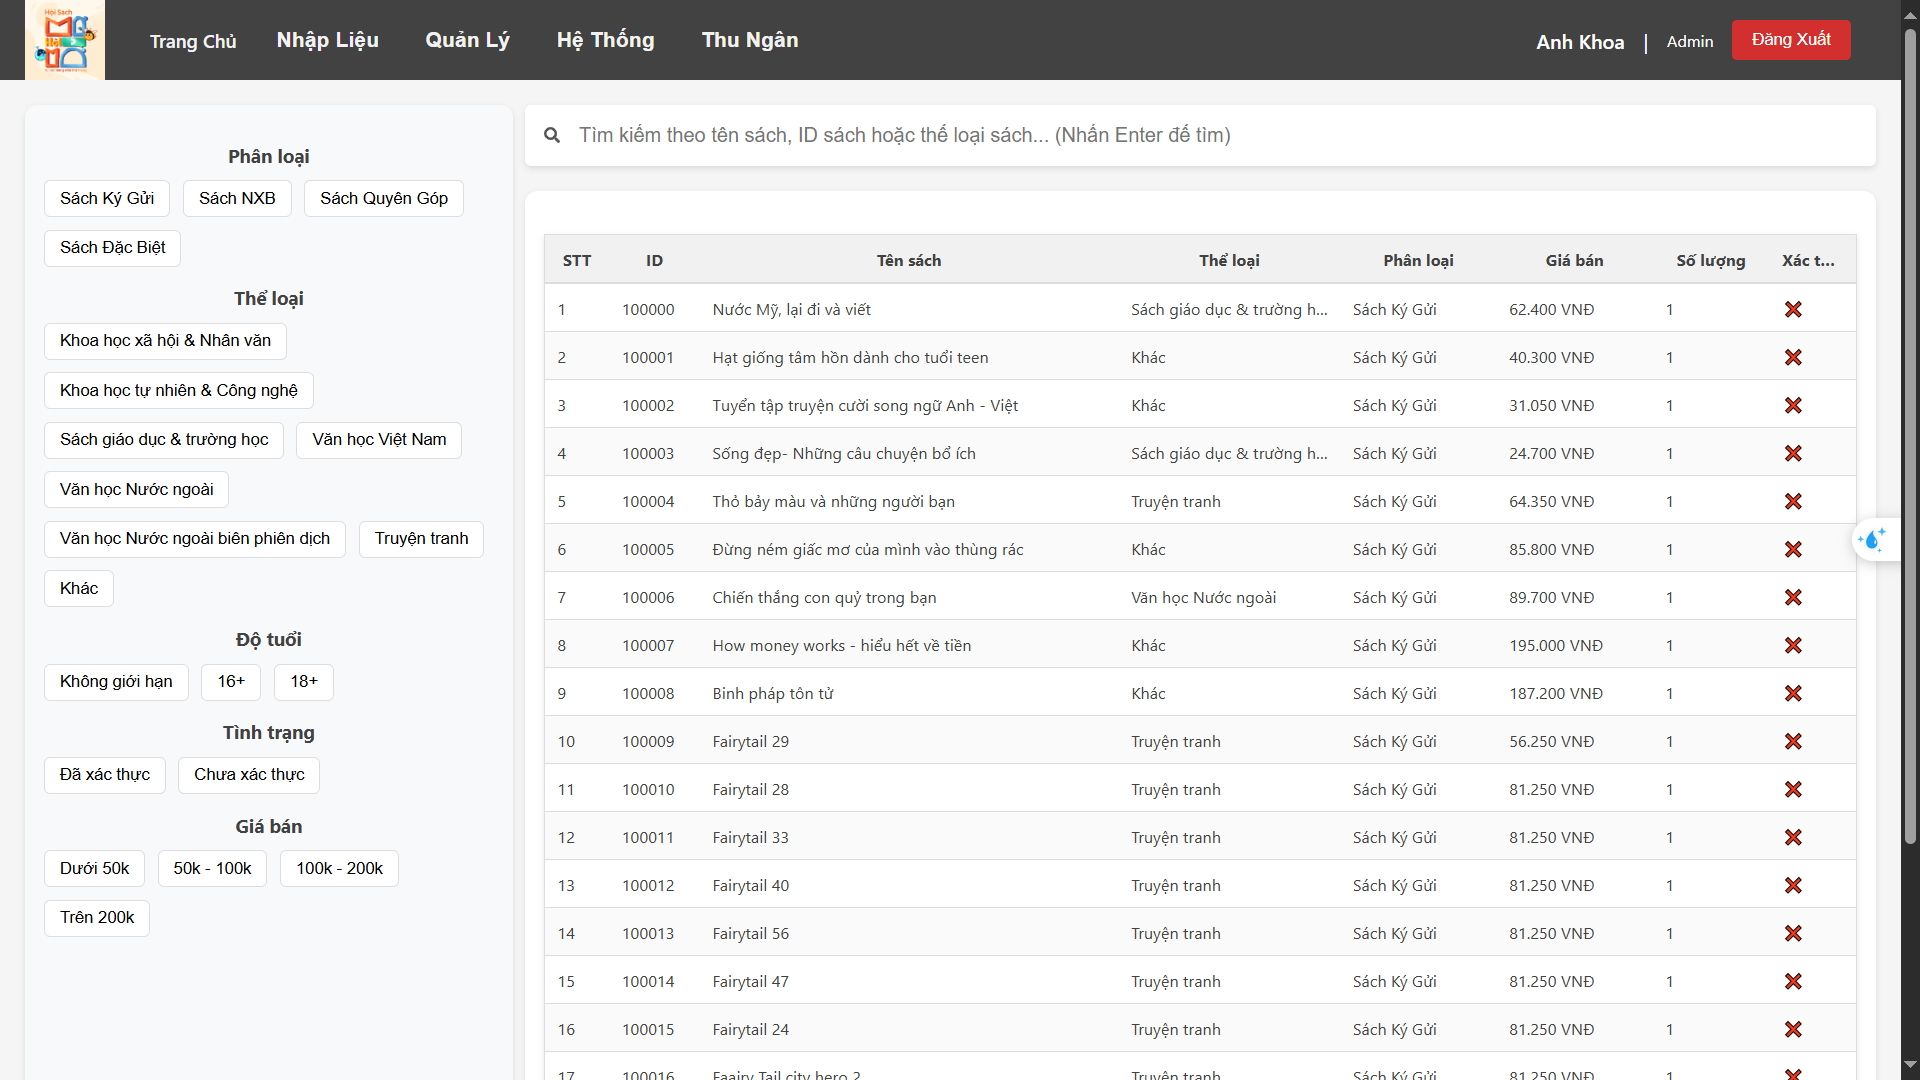 Hội Sách
Trang Chủ Nhập Liệu Quản Lý Hệ Thống Thu Ngân Anh Khoa | Admin Đăng Xuất
Phân loại
Sách Ký Gửi Sách NXB Sách Quyên Góp
Sách Đặc Biệt
Thể loại
Khoa học xã hội & Nhân văn
Khoa học tự nhiên & Công nghệ
Sách giáo dục & trường học Văn học Việt Nam
Văn học Nước ngoài
Văn học Nước ngoài biên phiên dịch Truyện tranh
Khác
Độ tuổi
Không giới hạn 16+ 18+
Tình trạng
Đã xác thực Chưa xác thực
Giá bán
Dưới 50k 50k - 100k 100k - 200k
Trên 200k
Tìm kiếm theo tên sách, ID sách hoặc thể loại sách... (Nhấn Enter để tìm)
STT ID Tên sách Thể loại Phân loại Giá bán Số lượng Xác t...
1 100000 Nước Mỹ, lại đi và viết Sách giáo dục & trường h... Sách Ký Gửi 62.400 VNĐ 1
2 100001 Hạt giống tâm hồn dành cho tuổi teen Khác Sách Ký Gửi 40.300 VNĐ 1
3 100002 Tuyển tập truyện cười song ngữ Anh - Việt Khác Sách Ký Gửi 31.050 VNĐ 1
4 100003 Sống đẹp- Những câu chuyện bổ ích Sách giáo dục & trường h... Sách Ký Gửi 24.700 VNĐ 1
5 100004 Thỏ bảy màu và những người bạn Truyện tranh Sách Ký Gửi 64.350 VNĐ 1
6 100005 Đừng ném giấc mơ của mình vào thùng rác Khác Sách Ký Gửi 85.800 VNĐ 1
7 100006 Chiến thắng con quỷ trong bạn Văn học Nước ngoài Sách Ký Gửi 89.700 VNĐ 1
8 100007 How money works - hiểu hết về tiền Khác Sách Ký Gửi 195.000 VNĐ 1
9 100008 Binh pháp tôn tử Khác Sách Ký Gửi 187.200 VNĐ 1
10 100009 Fairytail 29 Truyện tranh Sách Ký Gửi 56.250 VNĐ 1
11 100010 Fairytail 28 Truyện tranh Sách Ký Gửi 81.250 VNĐ 1
12 100011 Fairytail 33 Truyện tranh Sách Ký Gửi 81.250 VNĐ 1
13 100012 Fairytail 40 Truyện tranh Sách Ký Gửi 81.250 VNĐ 1
14 100013 Fairytail 56 Truyện tranh Sách Ký Gửi 81.250 VNĐ 1
15 100014 Fairytail 47 Truyện tranh Sách Ký Gửi 81.250 VNĐ 1
16 100015 Fairytail 24 Truyện tranh Sách Ký Gửi 81.250 VNĐ 1
17 100016 Faairy Tail city hero 2 Truyện tranh Sách Ký Gửi 81.250 VNĐ 1